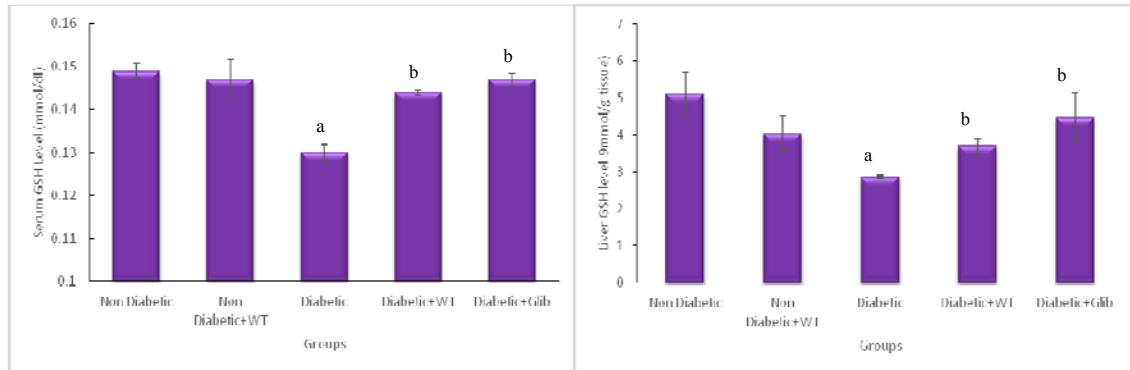 0.16
0.15
0.14
0.13
0.12
0.11
0.1
Serum GSH Level (mmol/dl)
b
b
a
Non Diabetic
Non
Diabetic+WT
Diabetic
Diabetic+WT
Diabetic+Glib
Groups
7
6
5
4
3
2
1
0
Liver GSH level 9mmol/g tissue)
b
b
a
Non Diabetic
Non
Diabetic+WT
Diabetic
Diabetic+WT
Diabetic+Glib
Groups